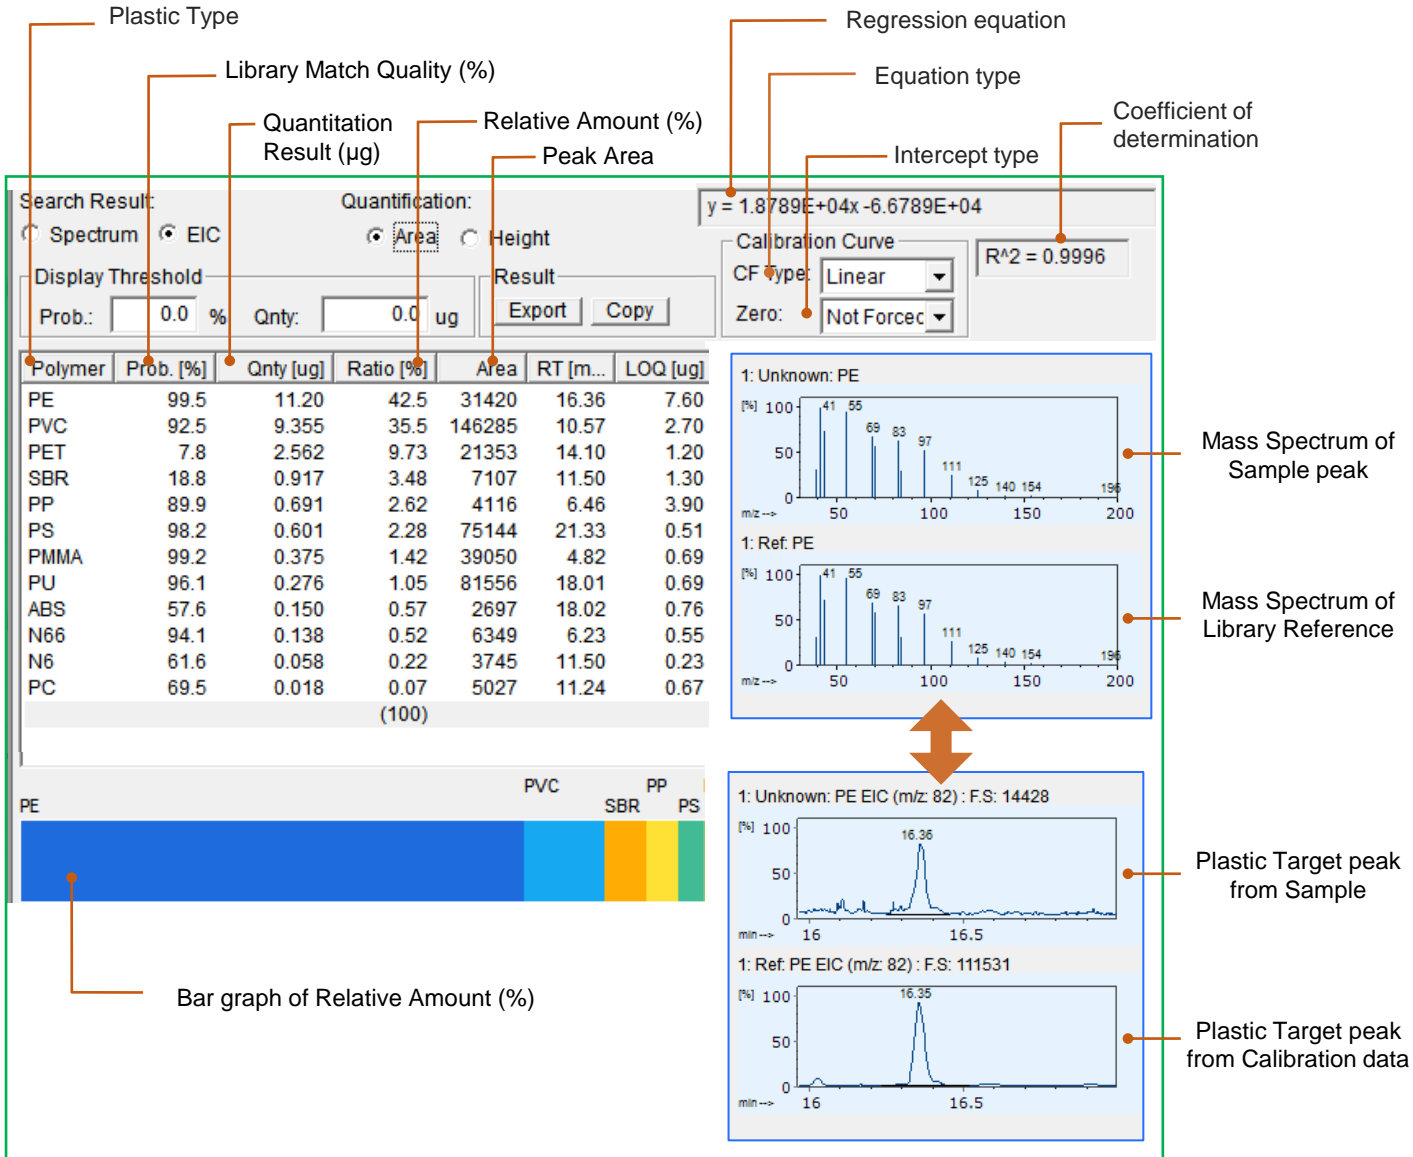 Plastic Type
Regression equation
Library Match Quality (%)
Equation type
Quantitation
Result (μg)
Relative Amount (%)
Peak Area
Coefficient of
determination
Intercept type
Search Result:
Quantification:
y = 1.8789E+04x -6.6789E+04
Spectrum EIC
Area Height
Calibration Curve
R^2 = 0.9996
Display Threshold
Result
CF Type: Linear
Prob.: 0.0 % Qnty: 0.0 ug
Export Copy
Zero: Not Forced
Polymer Prob. [%] Qnty [ug] Ratio [%] Area RT [m... LOQ [ug]
PE 99.5 11.20 42.5 31420 16.36 7.60
PVC 92.5 9.355 35.5 146285 10.57 2.70
PET 7.8 2.562 9.73 21353 14.10 1.20
SBR 18.8 0.917 3.48 7107 11.50 1.30
PP 89.9 0.691 2.62 4116 6.46 3.90
PS 98.2 0.601 2.28 75144 21.33 0.51
PMMA 99.2 0.375 1.42 39050 4.82 0.69
PU 96.1 0.276 1.05 81556 18.01 0.69
ABS 57.6 0.150 0.57 2697 18.02 0.76
N66 94.1 0.138 0.52 6349 6.23 0.55
N6 61.6 0.058 0.22 3745 11.50 0.23
PC 69.5 0.018 0.07 5027 11.24 0.67
(100)
1: Unknown: PE
[%] 100 41 55
69 83
50 97
111
125 140 154 196
0
m/z--> 50 100 150 200
Mass Spectrum of
Sample peak
1: Ref: PE
[%] 100 41 55
69 83
97
50
111
125 140 154 196
0
m/z--> 50 100 150 200
Mass Spectrum of
Library Reference
PVC PP
PE SBR PS
Bar graph of Relative Amount (%)
1: Unknown: PE EIC (m/z: 82) : F.S: 14428
[%] 100
16.36
50
0
min--> 16 16.5
Plastic Target peak
from Sample
1: Ref: PE EIC (m/z: 82) : F.S: 111531
[%] 100 16.35
50
0
min--> 16 16.5
Plastic Target peak
from Calibration data